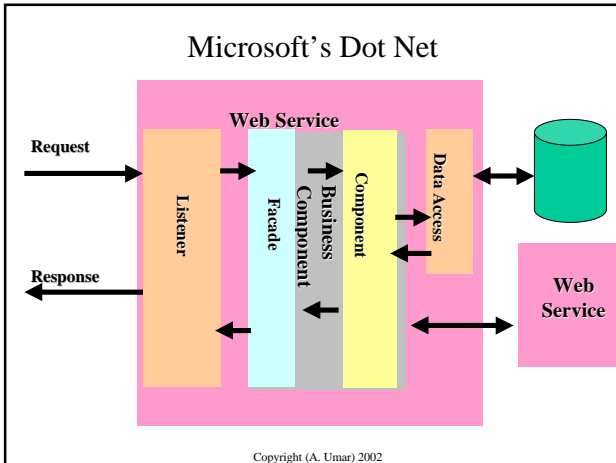 Microsoft's Dot Net
Web Service
Request
Response
Listener
Facade
Business
Component
Component
Data Access
Web
Service
Copyright (A. Umar) 2002